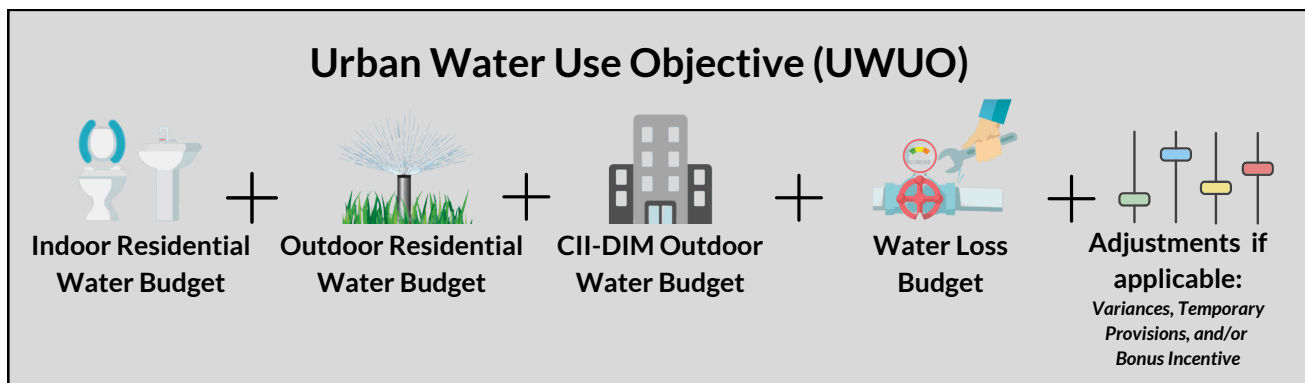 Urban Water Use Objective (UWUO)
Indoor Residential
Water Budget
Outdoor Residential
Water Budget
CII-DIM Outdoor
Water Budget
Water Loss
Budget
Adjustments if
applicable:
Variances, Temporary
Provisions, and/or
Bonus Incentive